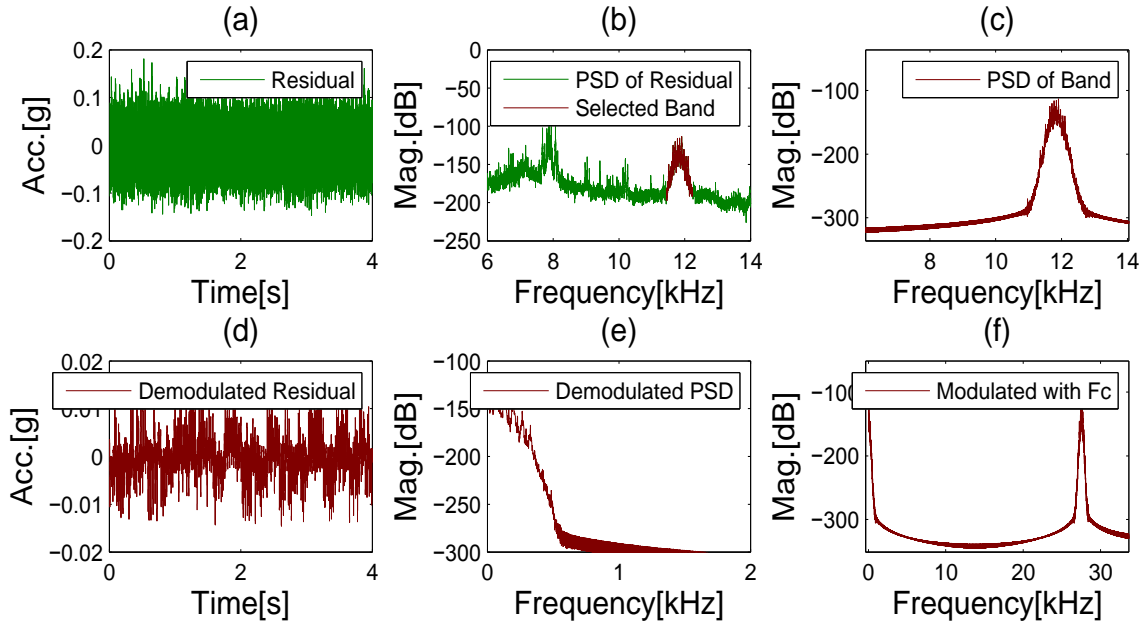 (a)
0.2
0.1
0
−0.1
−0.2
Acc.[g]
Residual
0 2 4
Time[s]
(b)
0
−50
−100
−150
−200
−250
Mag.[dB]
PSD of Residual
Selected Band
6 8 10 12 14
Frequency[kHz]
(c)
−100
−200
−300
Mag.[dB]
PSD of Band
8 10 12 14
Frequency[kHz]
(d)
0.02
0.01
0
−0.01
−0.02
Acc.[g]
Demodulated Residual
0 2 4
Time[s]
(e)
−100
−150
−200
−250
−300
Mag.[dB]
Demodulated PSD
0 1 2
Frequency[kHz]
(f)
−100
−200
−300
Mag.[dB]
Modulated with Fc
0 10 20 30
Frequency[kHz]